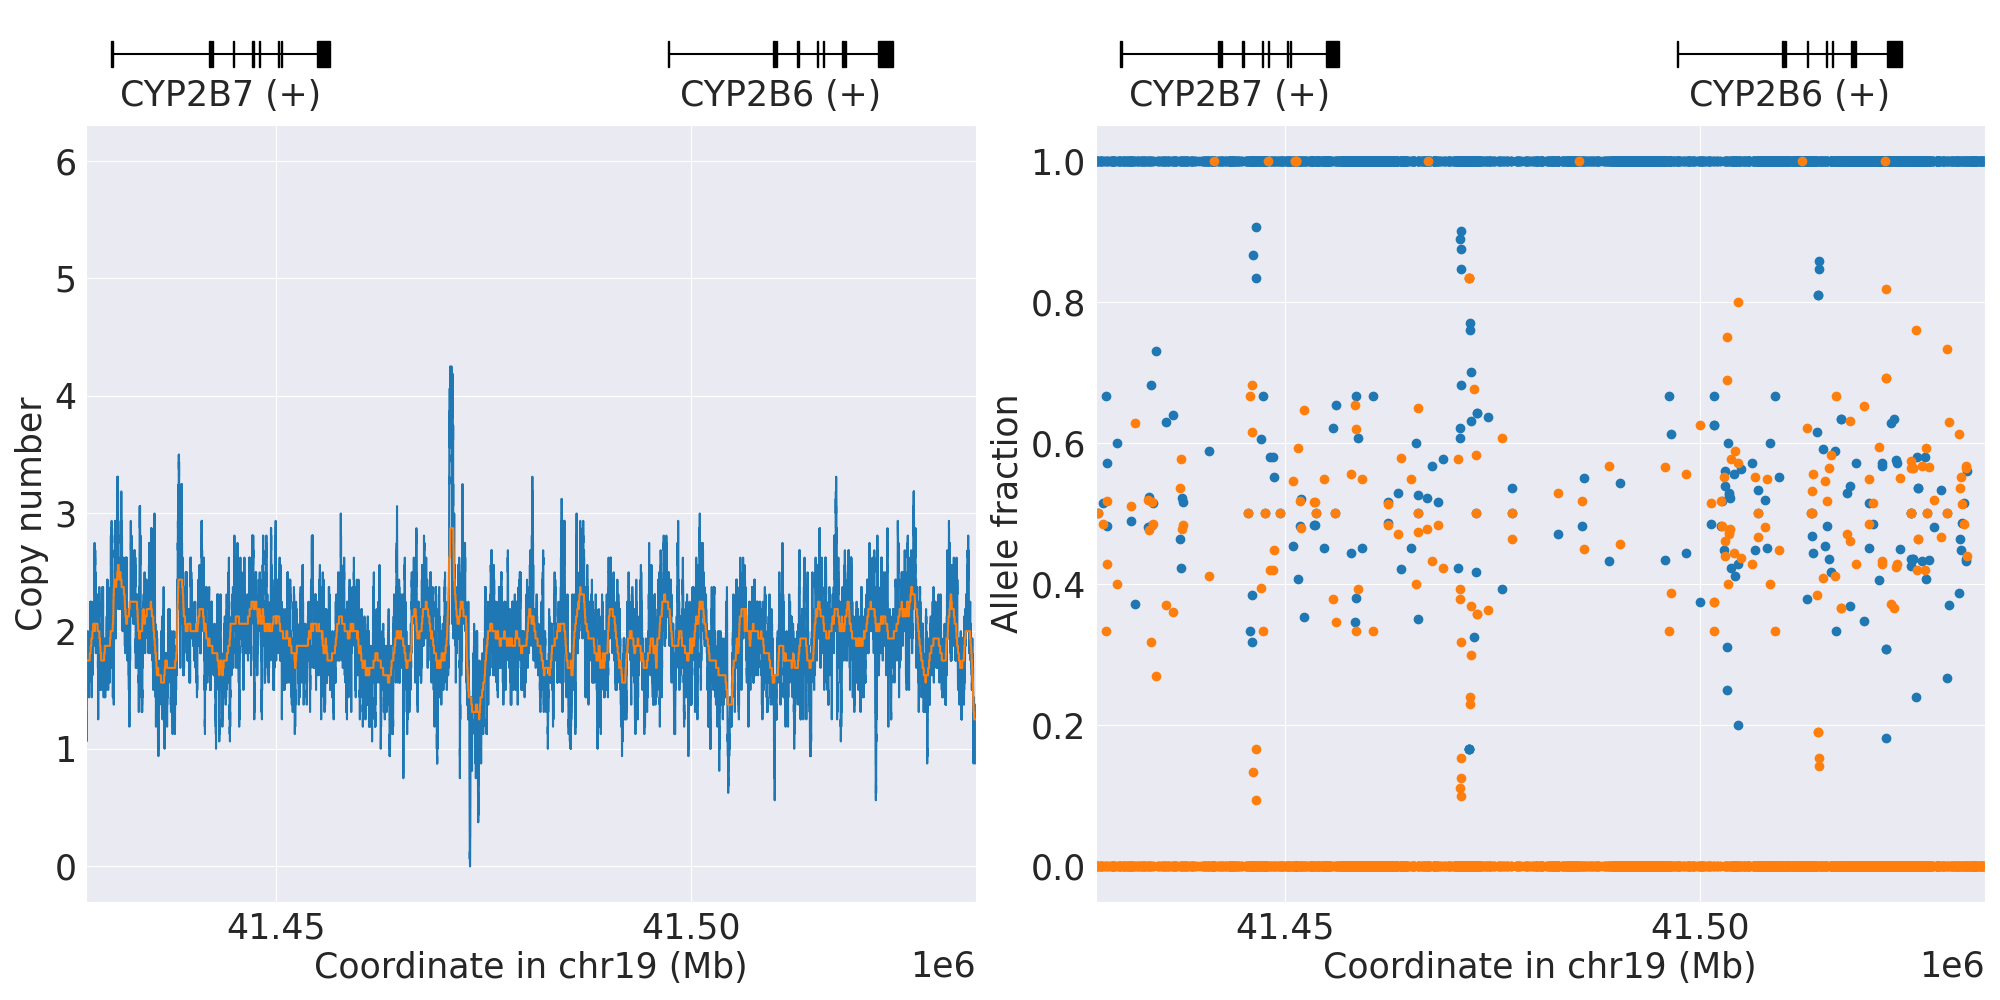 CYP2B7 (+)
CYP2B6 (+)
6
5
4
3
2
1
0
Copy number
41.45
41.50
Coordinate in chr19 (Mb)
1e6
CYP2B7 (+)
CYP2B6 (+)
1.0
0.8
0.6
0.4
0.2
0.0
Allele fraction
41.45
41.50
Coordinate in chr19 (Mb)
1e6